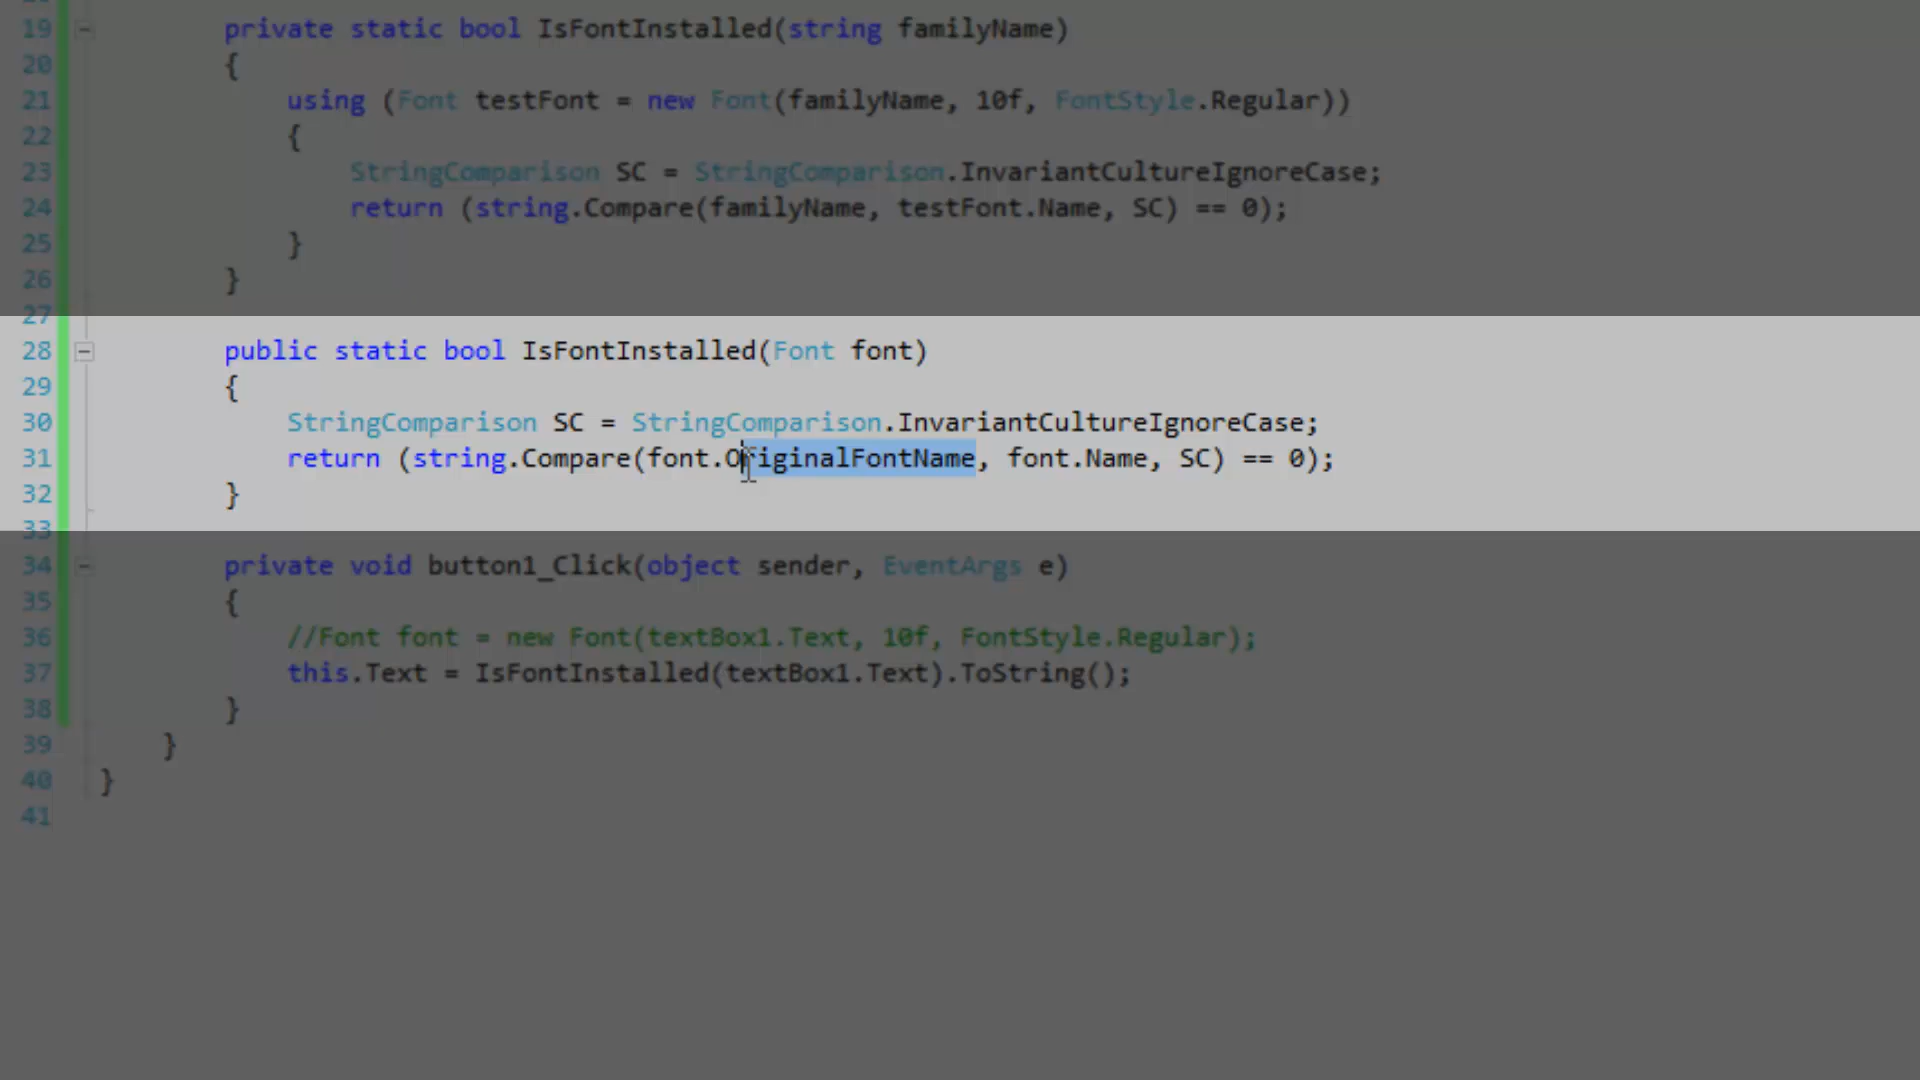 19 private static bool IsFontInstalled(string familyName)
20 {
21 using (Font testFont = new Font(familyName, 10f, FontStyle.Regular))
22 {
23 StringComparison SC = StringComparison.InvariantCultureIgnoreCase;
24 return (string.Compare(familyName, testFont.Name, SC) == 0);
25 }
26 }
27
28 public static bool IsFontInstalled(Font font)
29 {
30 StringComparison SC = StringComparison.InvariantCultureIgnoreCase;
31 return (string.Compare(font.OriginalFontName, font.Name, SC) == 0);
32 }
33
34 private void button1_Click(object sender, EventArgs e)
35 {
36 //Font font = new Font(textBox1.Text, 10f, FontStyle.Regular);
37 this.Text = IsFontInstalled(textBox1.Text).ToString();
38 }
39 }
40 }
41